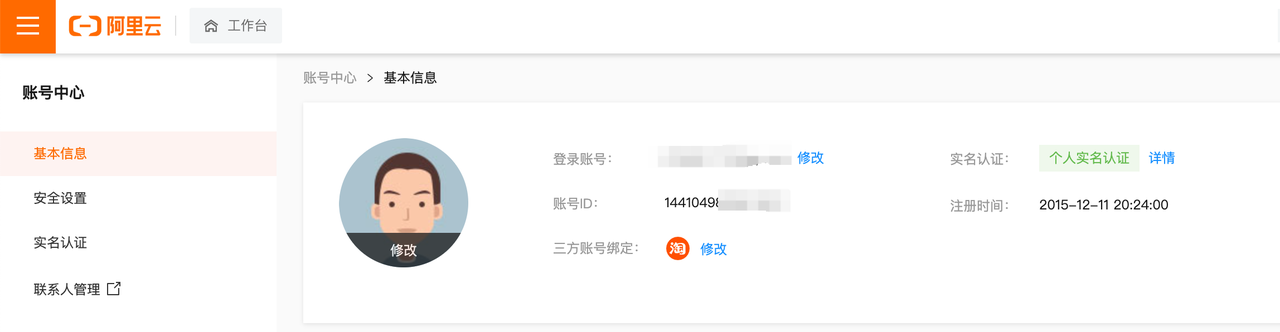 阿里云 工作台
账号中心
基本信息
安全设置
实名认证
联系人管理
账号中心 > 基本信息
修改
登录账号： 修改
账号ID： 14410498
三方账号绑定： 淘 修改
实名认证： 个人实名认证 详情
注册时间： 2015-12-11 20:24:00